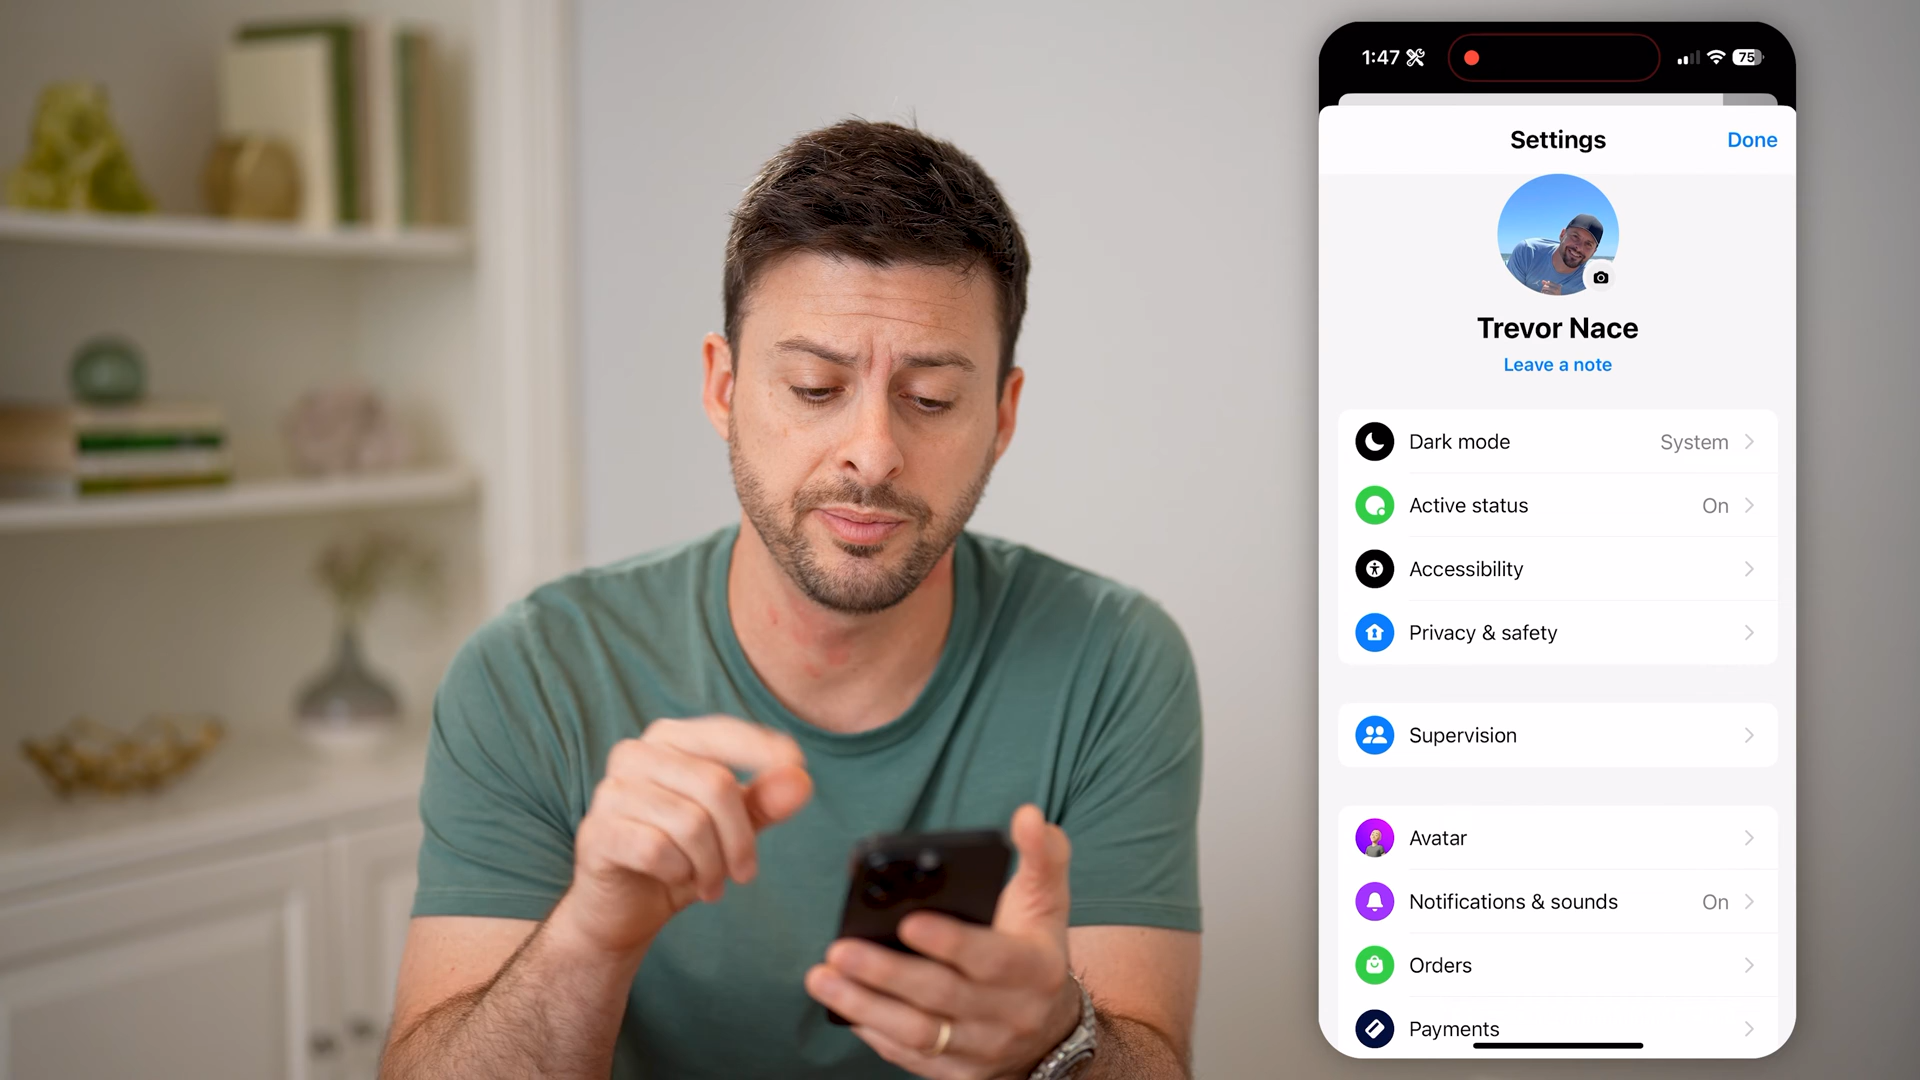 1:47
75
Settings
Done
Trevor Nace
Leave a note
Dark mode System
Active status On
Accessibility
Privacy & safety
Supervision
Avatar
Notifications & sounds On
Orders
Payments